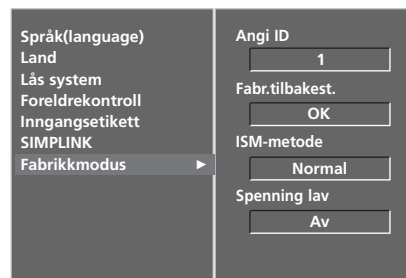 Språk(language)
Land
Lås system
Foreldrekontroll
Inngangsetikett
SIMPLINK
Fabrikkmodus ►
Angi ID
1
Fabr.tilbakest.
OK
ISM-metode
Normal
Spenning lav
Av